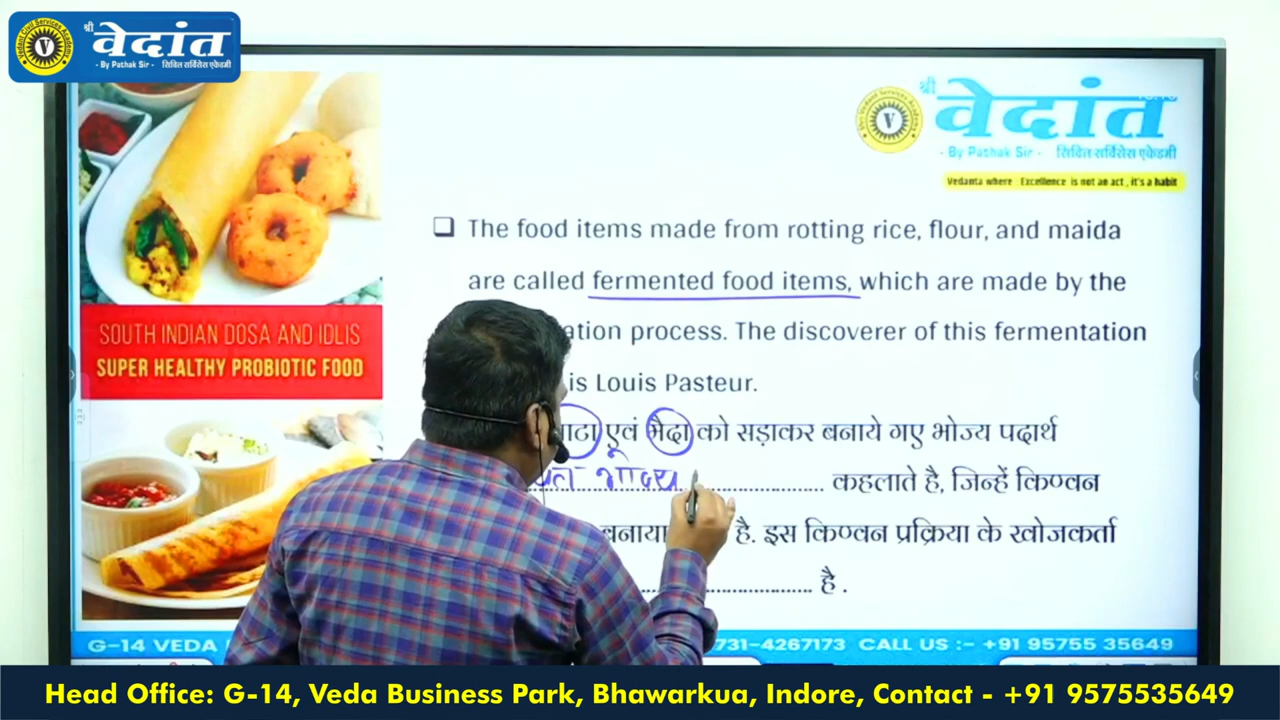 श्री वेदांत
- By Pathak Sir - सिविल सर्विसेस एकेडमी
श्री
वेदांत
- By Pathak Sir - सिविल सर्विसेस एकेडमी
Vedanta where : Excellence is not an act , it's a habit
The food items made from rotting rice, flour, and maida
are called fermented food items, which are made by the
ation process. The discoverer of this fermentation
is Louis Pasteur.
SOUTH INDIAN DOSA AND IDLIS
SUPER HEALTHY PROBIOTIC FOOD
एवं मैदा को सड़ाकर बनाये गए भोज्य पदार्थ
कहलाते है, जिन्हें किण्वन
बनाया है. इस किण्वन प्रक्रिया के खोजकर्ता
है .
G-14 VEDA 731-4267173 CALL US :- +91 95755 35649
Head Office: G-14, Veda Business Park, Bhawarkua, Indore, Contact - +91 9575535649